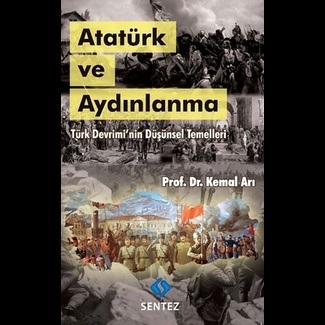 Atatürk
ve
Aydınlanma
Türk Devrimi'nin Düşünsel Temelleri
Prof. Dr. Kemal Arı
SENTEZ